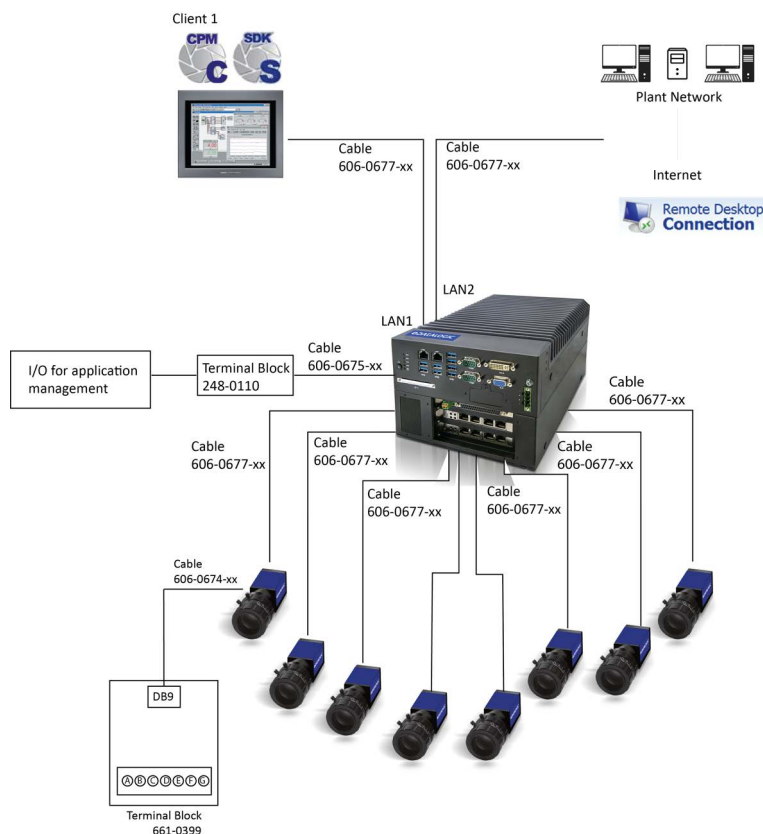 Client 1
CPM
C
SDK
S
Plant Network
Internet
Remote Desktop
Connection
Cable
606-0677-xx
Cable
606-0677-xx
LAN2
LAN1
DATALOGIC
I/O for application
management
Terminal Block
248-0110
Cable
606-0675-xx
Cable
606-0677-xx
Cable
606-0677-xx
Cable
606-0677-xx
Cable
606-0677-xx
Cable
606-0677-xx
Cable
606-0677-xx
Cable
606-0674-xx
DB9
A B C D E F G
Terminal Block
661-0399